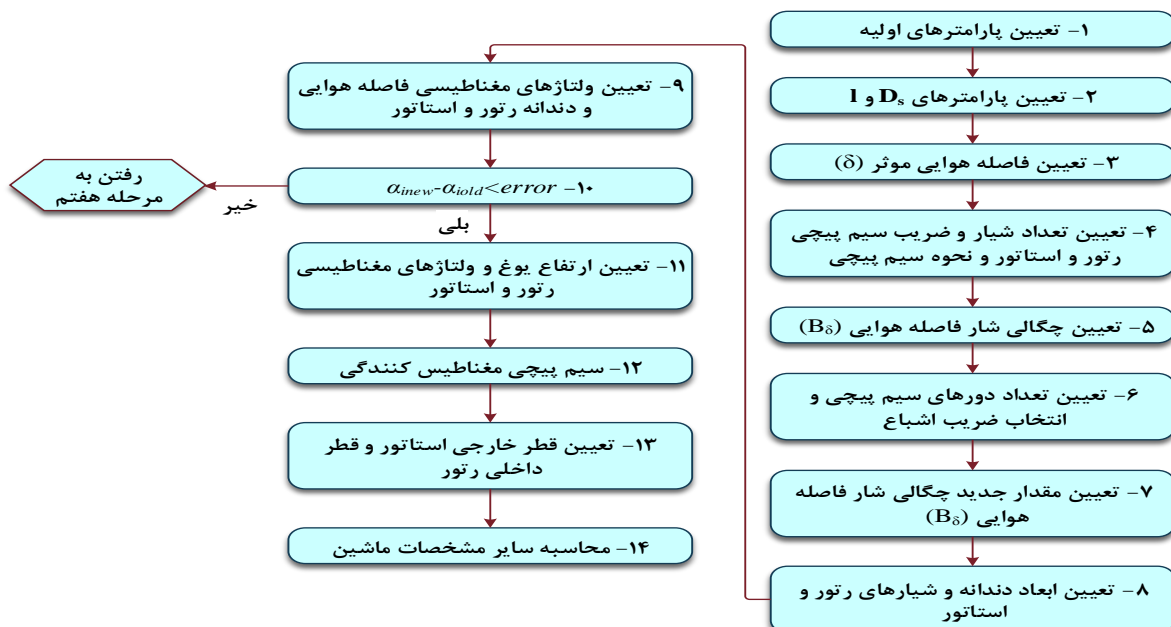 ۱- تعیین پارامترهای اولیه
۲- تعیین پارامترهای Ds و l
۳- تعیین فاصله هوایی موثر (δ)
۴- تعیین تعداد شیار و ضریب سیم پیچی
رتور و استاتور و نحوه سیم پیچی
۵- تعیین چگالی شار فاصله هوایی (Bδ)
۶- تعیین تعداد دورهای سیم پیچی و
انتخاب ضریب اشباع
۷- تعیین مقدار جدید چگالی شار فاصله
هوایی (Bδ)
۸- تعیین ابعاد دندانه و شیارهای رتور و
استاتور
۹- تعیین ولتاژهای مغناطیسی فاصله هوایی
و دندانه رتور و استاتور
۱۰- αinew-αiold<error
خیر
رفتن به
مرحله هفتم
بلی
۱۱- تعیین ارتفاع یوغ و ولتاژهای مغناطیسی
رتور و استاتور
۱۲- سیم پیچی مغناطیس کنندگی
۱۳- تعیین قطر خارجی استاتور و قطر
داخلی رتور
۱۴- محاسبه سایر مشخصات ماشین